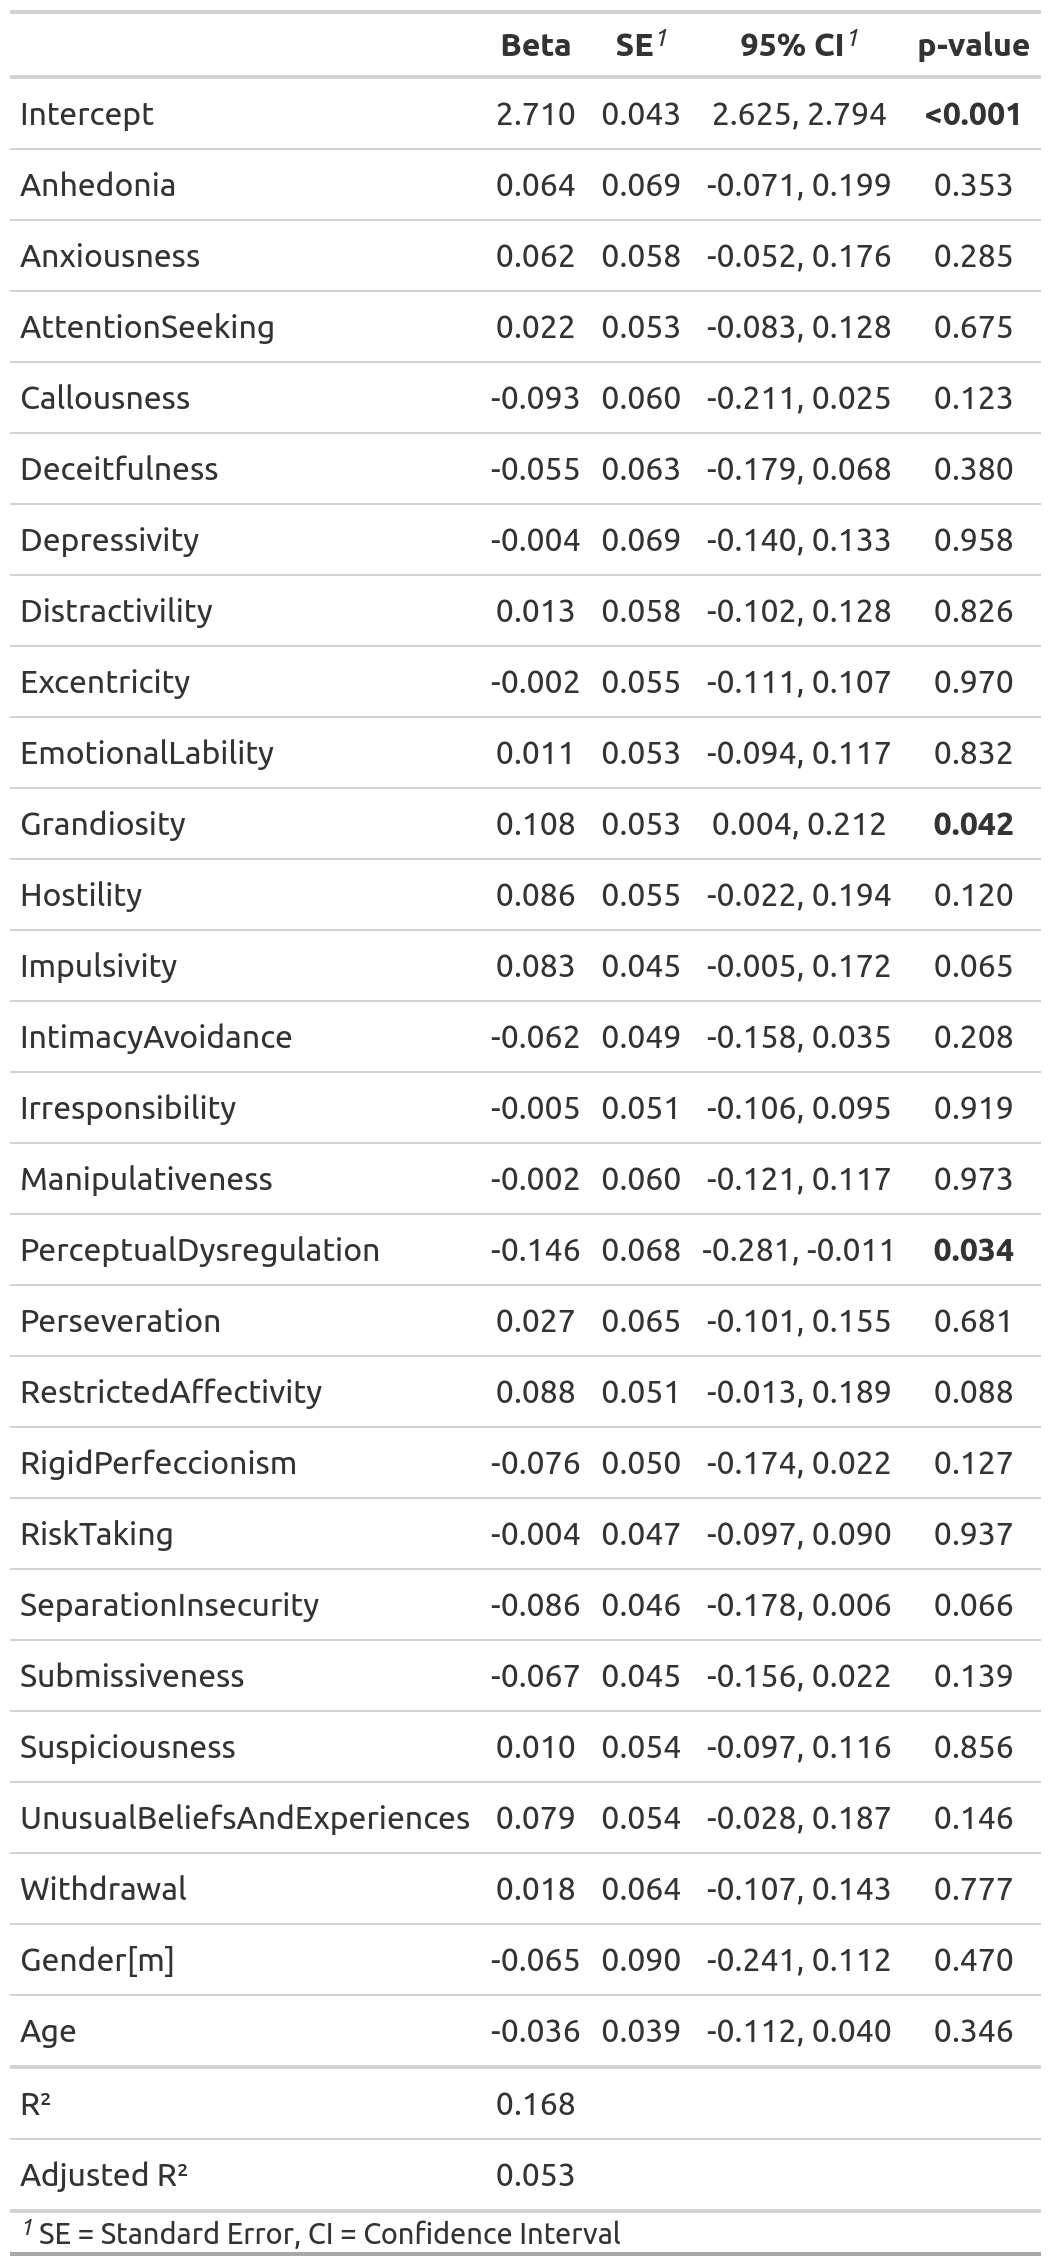 Beta SE¹ 95% CI¹ p-value
Intercept 2.710 0.043 2.625, 2.794 <0.001
Anhedonia 0.064 0.069 -0.071, 0.199 0.353
Anxiousness 0.062 0.058 -0.052, 0.176 0.285
AttentionSeeking 0.022 0.053 -0.083, 0.128 0.675
Callousness -0.093 0.060 -0.211, 0.025 0.123
Deceitfulness -0.055 0.063 -0.179, 0.068 0.380
Depressivity -0.004 0.069 -0.140, 0.133 0.958
Distractivility 0.013 0.058 -0.102, 0.128 0.826
Excentricity -0.002 0.055 -0.111, 0.107 0.970
EmotionalLability 0.011 0.053 -0.094, 0.117 0.832
Grandiosity 0.108 0.053 0.004, 0.212 0.042
Hostility 0.086 0.055 -0.022, 0.194 0.120
Impulsivity 0.083 0.045 -0.005, 0.172 0.065
IntimacyAvoidance -0.062 0.049 -0.158, 0.035 0.208
Irresponsibility -0.005 0.051 -0.106, 0.095 0.919
Manipulativeness -0.002 0.060 -0.121, 0.117 0.973
PerceptualDysregulation -0.146 0.068 -0.281, -0.011 0.034
Perseveration 0.027 0.065 -0.101, 0.155 0.681
RestrictedAffectivity 0.088 0.051 -0.013, 0.189 0.088
RigidPerfeccionism -0.076 0.050 -0.174, 0.022 0.127
RiskTaking -0.004 0.047 -0.097, 0.090 0.937
SeparationInsecurity -0.086 0.046 -0.178, 0.006 0.066
Submissiveness -0.067 0.045 -0.156, 0.022 0.139
Suspiciousness 0.010 0.054 -0.097, 0.116 0.856
UnusualBeliefsAndExperiences 0.079 0.054 -0.028, 0.187 0.146
Withdrawal 0.018 0.064 -0.107, 0.143 0.777
Gender[m] -0.065 0.090 -0.241, 0.112 0.470
Age -0.036 0.039 -0.112, 0.040 0.346
R² 0.168
Adjusted R² 0.053
¹ SE = Standard Error, CI = Confidence Interval